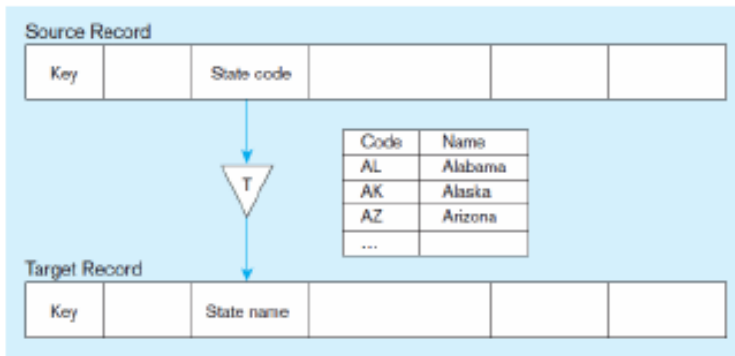 Source Record
Key State code
T
Code Name
AL Alabama
AK Alaska
AZ Arizona
...
Target Record
Key State name